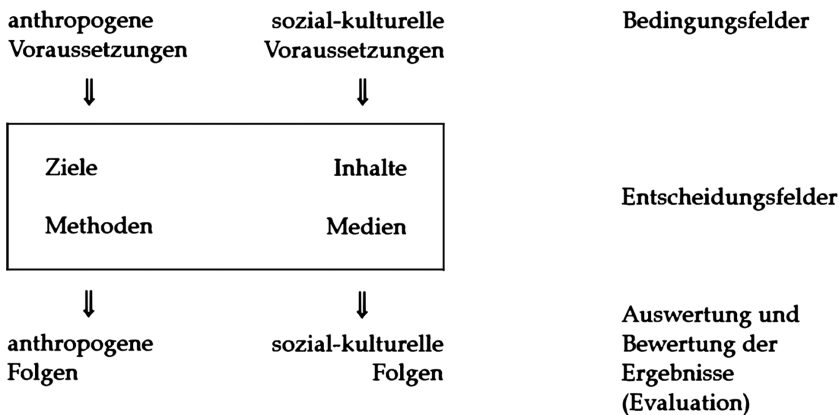 anthropogene sozial-kulturelle Bedingungsfelder
Voraussetzungen Voraussetzungen
Ziele Inhalte
Entscheidungsfelder
Methoden Medien
Auswertung und
anthropogene sozial-kulturelle Bewertung der
Folgen Folgen Ergebnisse
(Evaluation)